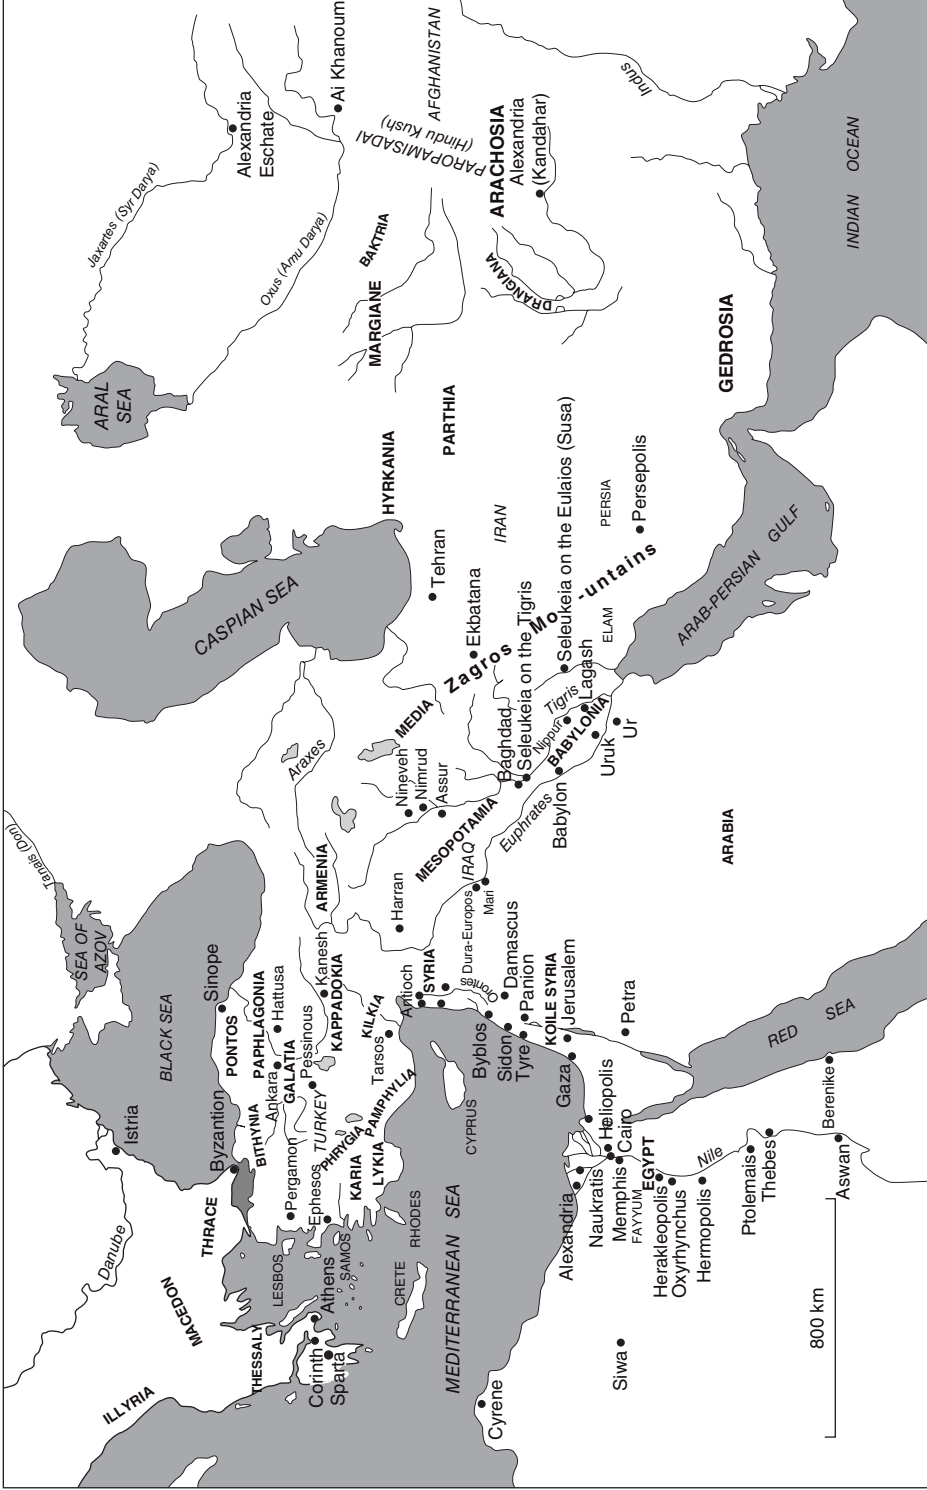 Tanais (Don)
SEA OF
AZOV
Danube
Istria
BLACK SEA
Sinope
Byzantion
THRACE
MACEDON
ILLYRIA
THESSALY
Corinth
Sparta
Athens
LESBOS
SAMOS
CRETE
RHODES
CYPRUS
MEDITERRANEAN SEA
PONTOS
PAPHLAGONIA
BITHYNIA
Hattusa
Ankara
GALATIA
Pessinous
Pergamon
TURKEY
Ephesos
PHRYGIA
KARIA
LYKIA
PAMPHYLIA
Tarsos
KILKIA
KAPPADOKIA
Kanesh
ARMENIA
Araxes
CASPIAN SEA
ARAL
SEA
Jaxartes (Syr Darya)
Alexandria
Eschate
Oxus (Amu Darya)
Ai Khanoum
AFGHANISTAN
PAROPAMISADAI
(Hindu Kush)
BAKTRIA
MARGIANE
ARACHOSIA
Alexandria
(Kandahar)
DRANGIANA
Indus
HYRKANIA
PARTHIA
GEDROSIA
INDIAN OCEAN
Tehran
IRAN
Ekbatana
MEDIA
Zagros Mo -untains
Seleukeia on the Eulaios (Susa)
PERSIA
Persepolis
ELAM
ARAB-PERSIAN GULF
Nineveh
Nimrud
Assur
Harran
MESOPOTAMIA
IRAQ
Baghdad
Seleukeia on the Tigris
Tigris
Nippur
Lagash
BABYLONIA
Uruk
Ur
Babylon
Euphrates
Dura-Europos
Mari
Antioch
SYRIA
Orontes
Damascus
Byblos
Sidon
Tyre
Panion
KOILE SYRIA
Jerusalem
Gaza
Petra
ARABIA
RED SEA
Heliopolis
Cairo
Alexandria
Naukratis
Memphis
EGYPT
FAYYUM
Herakleopolis
Oxyrhynchus
Hermopolis
Nile
Ptolemais
Thebes
Berenike
Aswan
Siwa
Cyrene
800 km